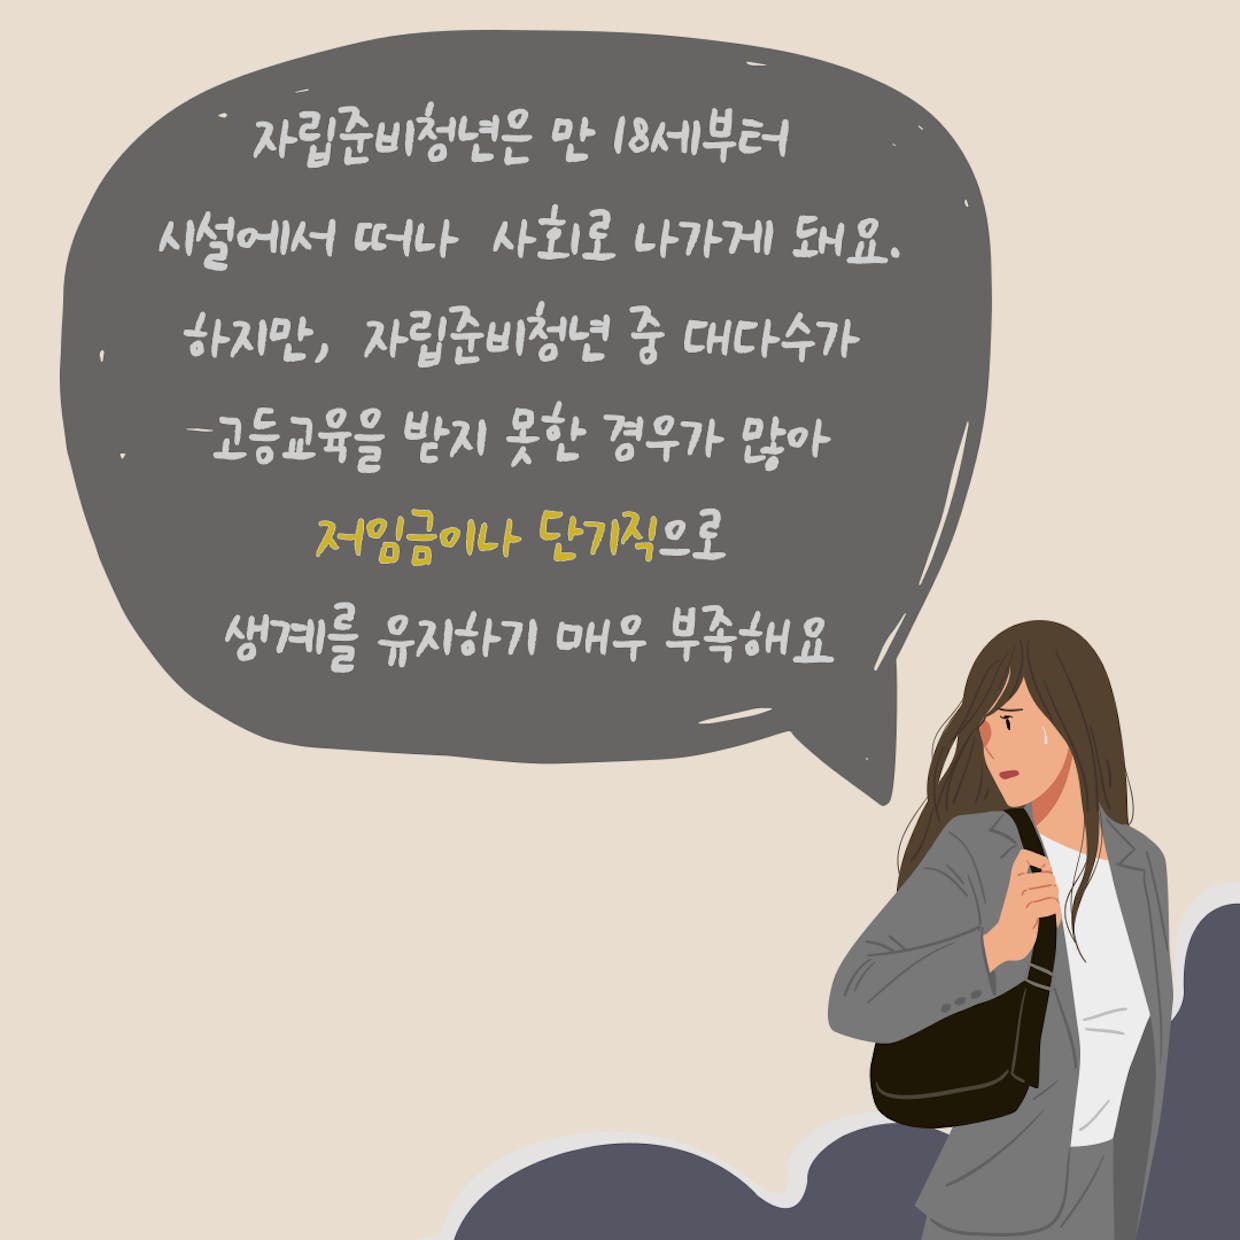 자립준비청년은 만 18세부터
시설에서 떠나 사회로 나가게 돼요.
하지만, 자립준비청년 중 대다수가
고등교육을 받지 못한 경우가 많아
저임금이나 단기직으로
생계를 유지하기 매우 부족해요